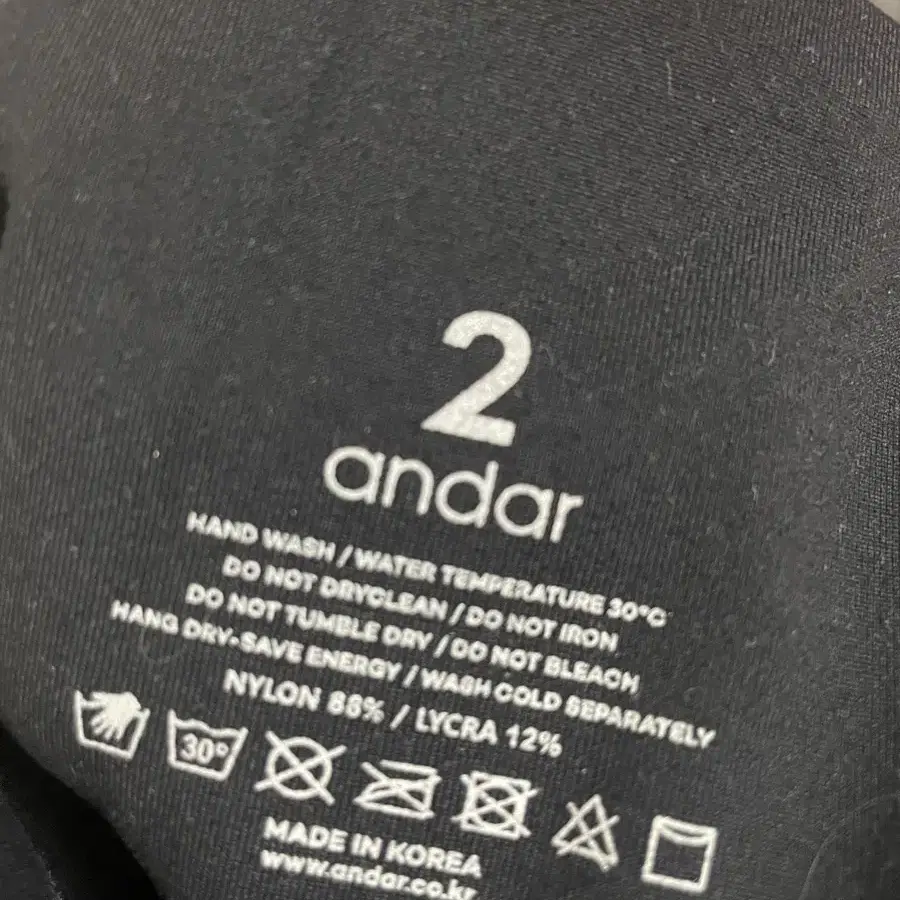 2
andar
HAND WASH / WATER TEMPERATURE 30°C
DO NOT DRYCLEAN / DO NOT IRON
DO NOT TUMBLE DRY / DO NOT BLEACH
HANG DRY-SAVE ENERGY / WASH COLD SEPARATELY
NYLON 88% / LYCRA 12%
30°
MADE IN KOREA
www.andar.co.kr